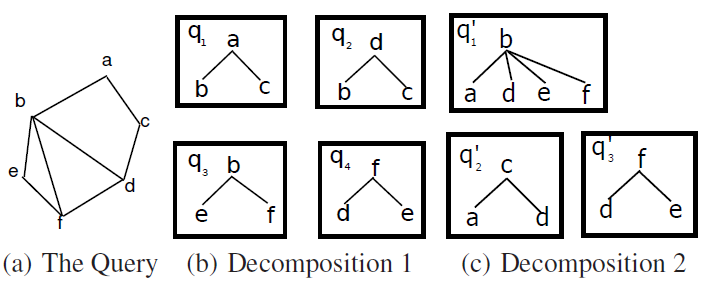 a
b
c
e
d
f
q₁ a
b c
q₂ d
b c
q₃ b
e f
q₄ f
d e
q'₁ b
a d e f
q'₂ c
a d
q'₃ f
d e
(a) The Query (b) Decomposition 1 (c) Decomposition 2